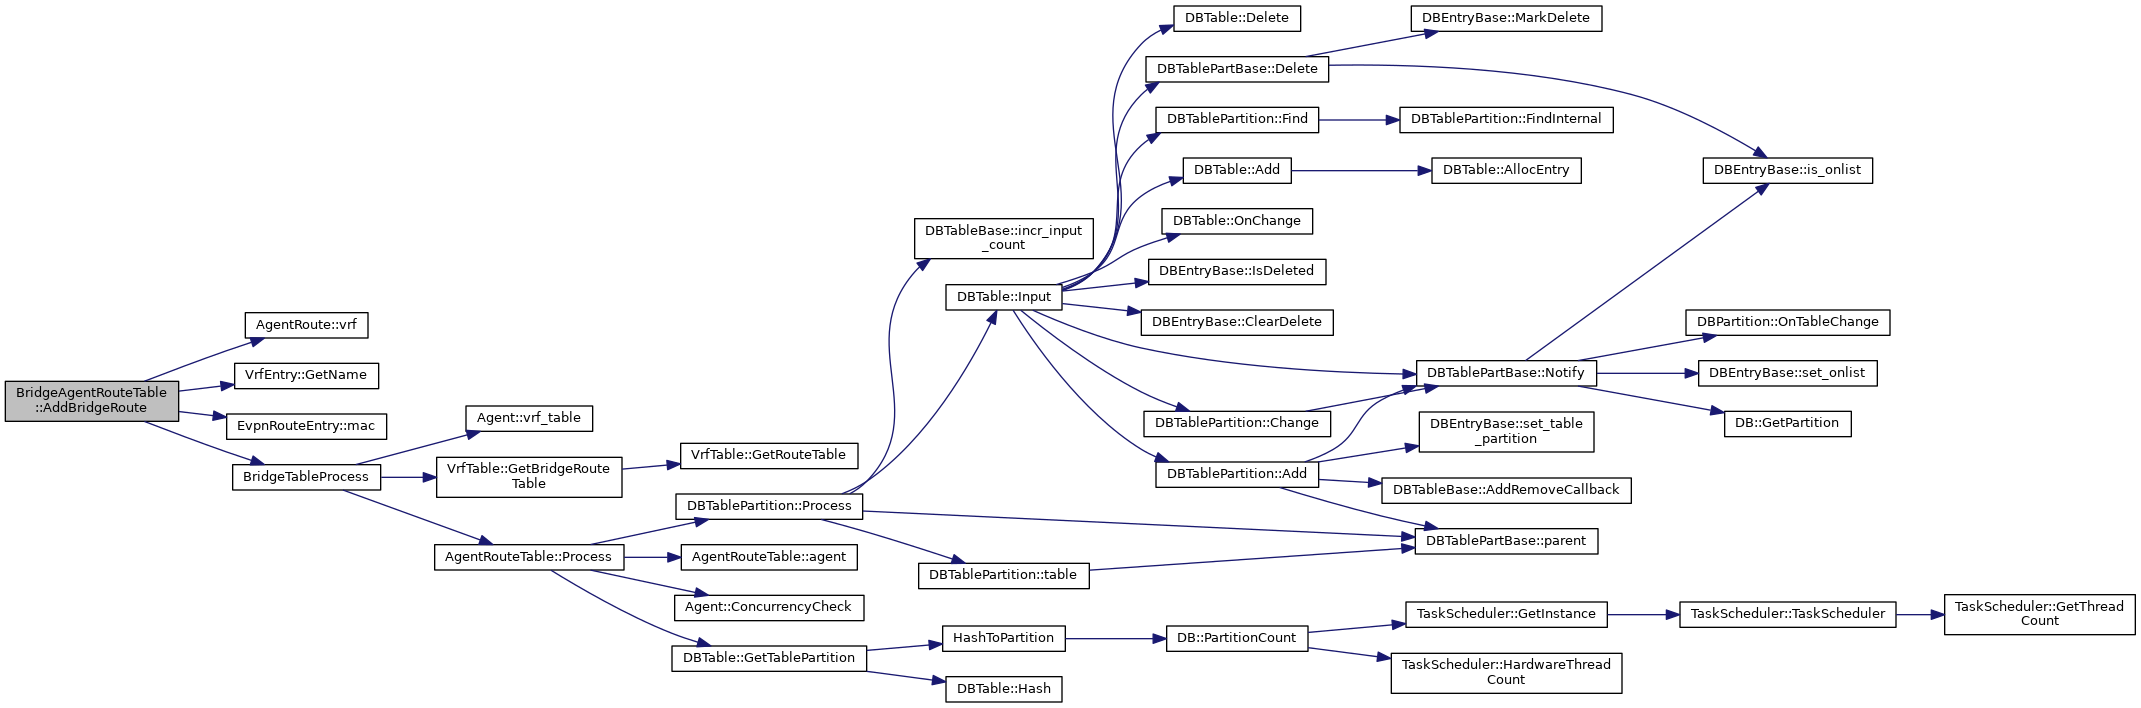 BridgeAgentRouteTable
::AddBridgeRoute
AgentRoute::vrf
VrfEntry::GetName
EvpnRouteEntry::mac
BridgeTableProcess
Agent::vrf_table
VrfTable::GetBridgeRoute
Table
VrfTable::GetRouteTable
AgentRouteTable::Process
DBTablePartition::Process
AgentRouteTable::agent
Agent::ConcurrencyCheck
DBTable::GetTablePartition
DBTableBase::incr_input
_count
DBTable::Input
DBTablePartition::table
HashToPartition
DBTable::Hash
DBTable::Delete
DBTablePartBase::Delete
DBTablePartition::Find
DBTable::Add
DBTable::OnChange
DBEntryBase::IsDeleted
DBEntryBase::ClearDelete
DBTablePartition::Change
DBTablePartition::Add
DB::PartitionCount
DBEntryBase::MarkDelete
DBTablePartition::FindInternal
DBTable::AllocEntry
DBTablePartBase::Notify
DBEntryBase::set_table
_partition
DBTableBase::AddRemoveCallback
DBTablePartBase::parent
TaskScheduler::GetInstance
TaskScheduler::HardwareThread
Count
DBEntryBase::is_onlist
DBPartition::OnTableChange
DBEntryBase::set_onlist
DB::GetPartition
TaskScheduler::TaskScheduler
TaskScheduler::GetThread
Count